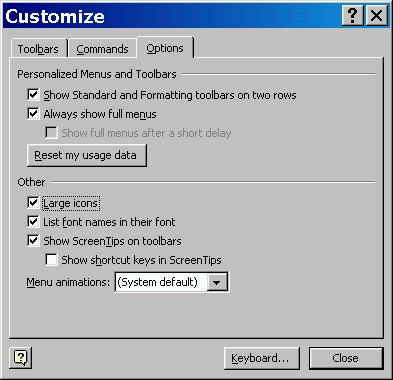 Customize
Toolbars Commands Options
Personalized Menus and Toolbars
Show Standard and Formatting toolbars on two rows
Always show full menus
Show full menus after a short delay
Reset my usage data
Other
Large icons
List font names in their font
Show ScreenTips on toolbars
Show shortcut keys in ScreenTips
Menu animations: (System default)
Keyboard... Close